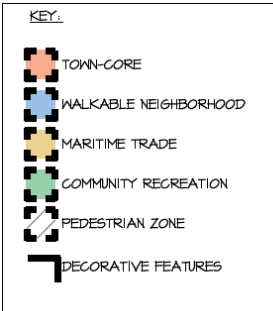 KEY:
TOWN-CORE
WALKABLE NEIGHBORHOOD
MARITIME TRADE
COMMUNITY RECREATION
PEDESTRIAN ZONE
DECORATIVE FEATURES